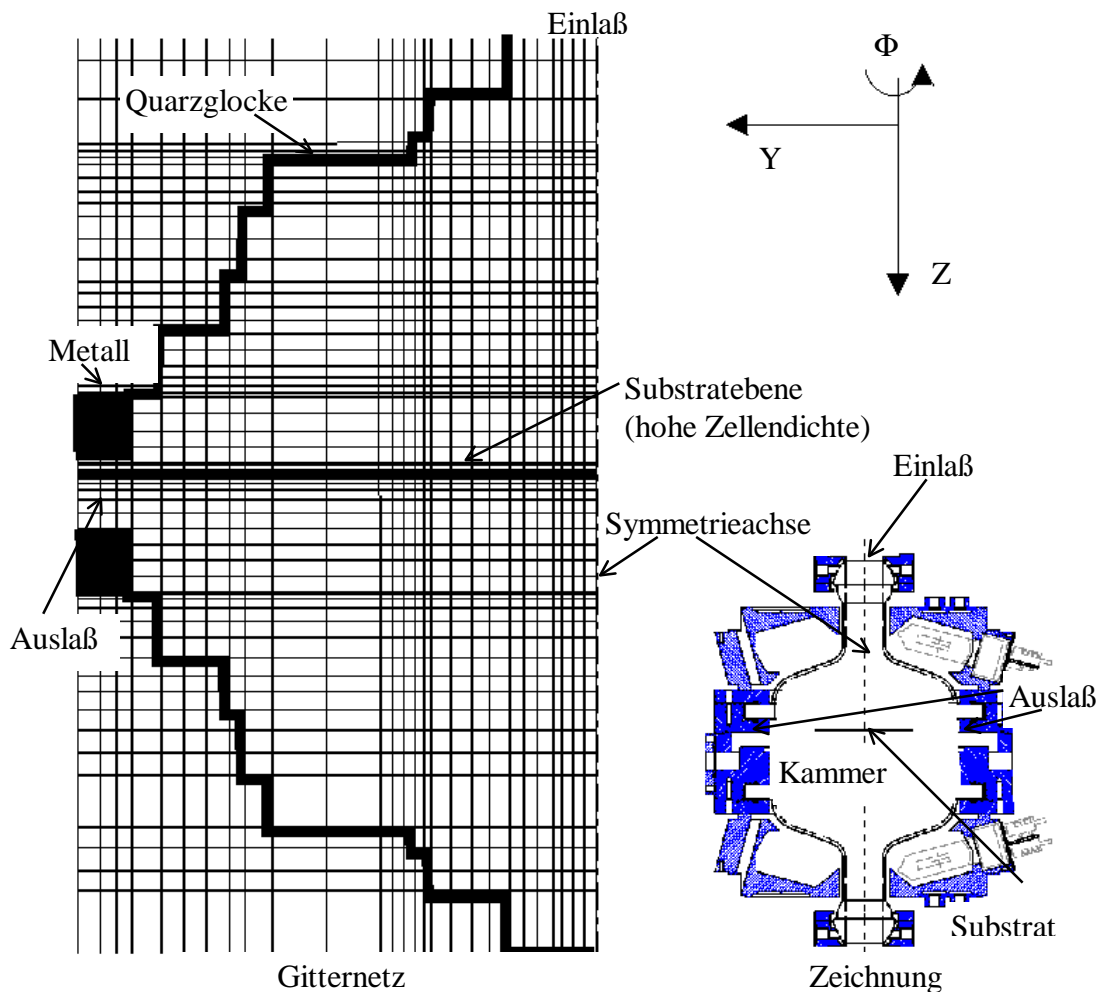 Einlaß
Quarzglocke
Φ
Y
Z
Metall
Substratebene
(hohe Zellendichte)
Einlaß
Symmetrieachse
Auslaß
Auslaß
Kammer
Substrat
Gitternetz
Zeichnung